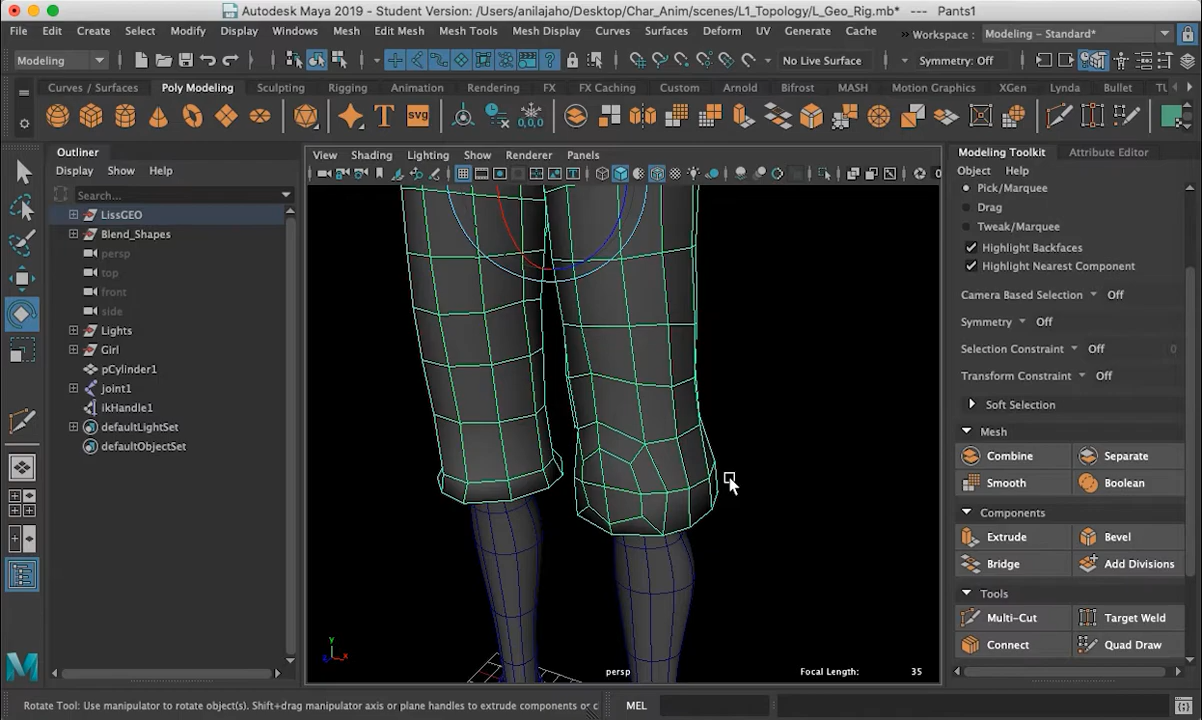 Autodesk Maya 2019 - Student Version: /Users/anilajaho/Desktop/Char_Anim/scenes/L1_Topology/L_Geo_Rig.mb* --- Pants1
File Edit Create Select Modify Display Windows Mesh Edit Mesh Mesh Tools Mesh Display Curves Surfaces Deform UV Generate Cache Workspace : Modeling - Standard*
Modeling No Live Surface Symmetry: Off
Curves / Surfaces Poly Modeling Sculpting Rigging Animation Rendering FX FX Caching Custom Arnold Bifrost MASH Motion Graphics XGen Lynda Bullet
T svg 0,0,0
Outliner
Display Show Help
Search...
LissGEO
Blend_Shapes
persp
top
front
side
Lights
Girl
pCylinder1
joint1
ikHandle1
defaultLightSet
defaultObjectSet
View Shading Lighting Show Renderer Panels
y
z x
persp
Focal Length: 35
Modeling Toolkit Attribute Editor
Object Help
Pick/Marquee
Drag
Tweak/Marquee
Highlight Backfaces
Highlight Nearest Component
Camera Based Selection Off
Symmetry: Off
Selection Constraint Off 0
Transform Constraint Off
Soft Selection
Mesh
Combine Separate
Smooth Boolean
Components
Extrude Bevel
Bridge Add Divisions
Tools
Multi-Cut Target Weld
Connect Quad Draw
Rotate Tool: Use manipulator to rotate object(s). Shift+drag manipulator axis or plane handles to extrude components or c
MEL